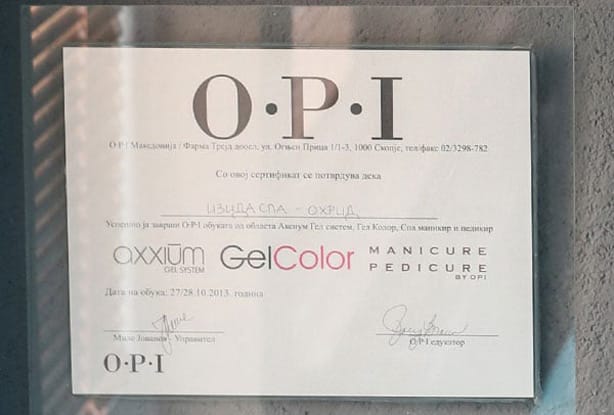 O·P·I
O·P·I Македонија / Фарма Трејд дооел, ул. Огњен Прица 1/1-3, 1000 Скопје, тел/факс 02/3298-782
Со овој сертификат се потврдува дека
ИЗИДА СПА - ОХРИД
Успешно ја заврши O·P·I обуката од областа Аксиум Гел систем, Гел Колор, Спа маникир и педикир
axxiūm GelColor MANICURE
GEL SYSTEM PEDICURE
BY OPI
Дата на обука: 27/28.10.2013. година
Миле Јованов - Управител O·P·I едукатор
O·P·I